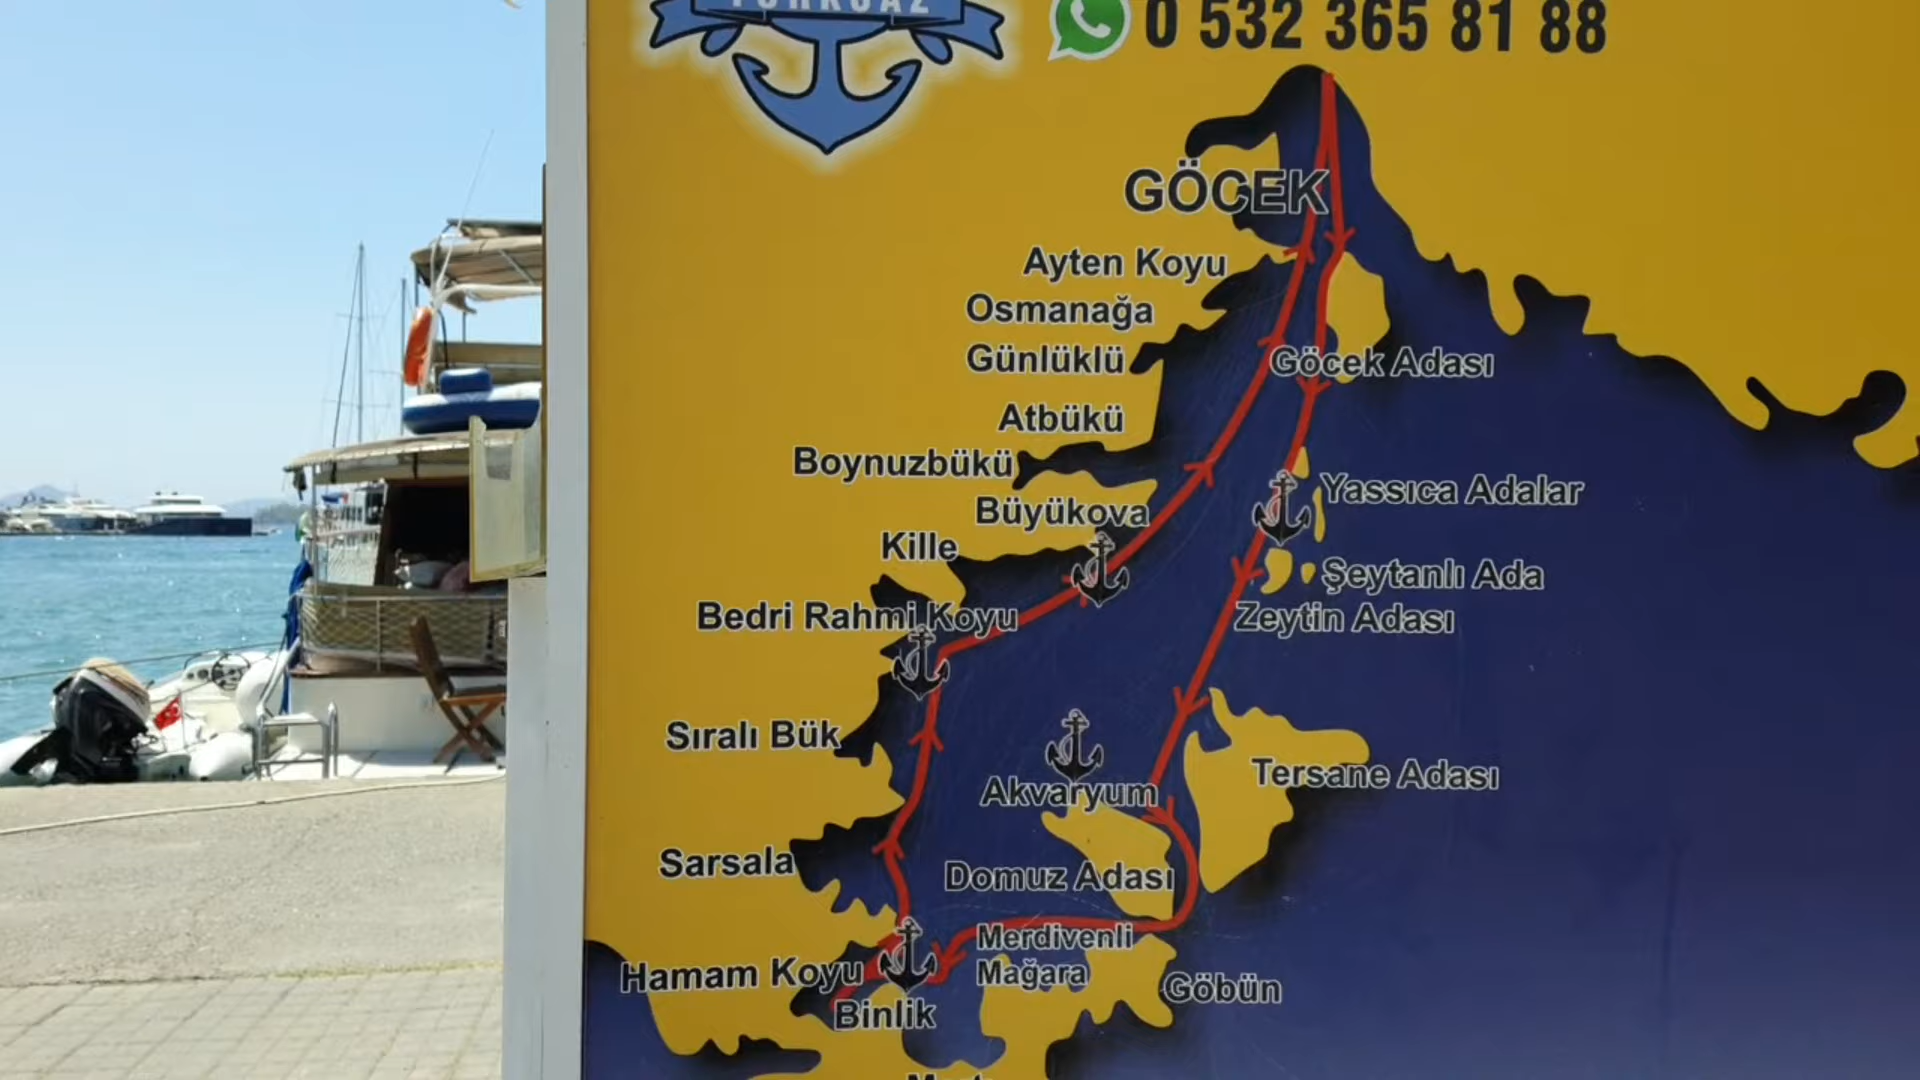 0 532 365 81 88
GÖCEK
Ayten Koyu
Osmanağa
Günlüklü
Göcek Adası
Atbükü
Boynuzbükü
Yassıca Adalar
Büyükova
Kille
Şeytanlı Ada
Bedri Rahmi Koyu
Zeytin Adası
Sıralı Bük
Tersane Adası
Akvaryum
Sarsala
Domuz Adası
Merdivenli
Mağara
Hamam Koyu
Göbün
Binlik